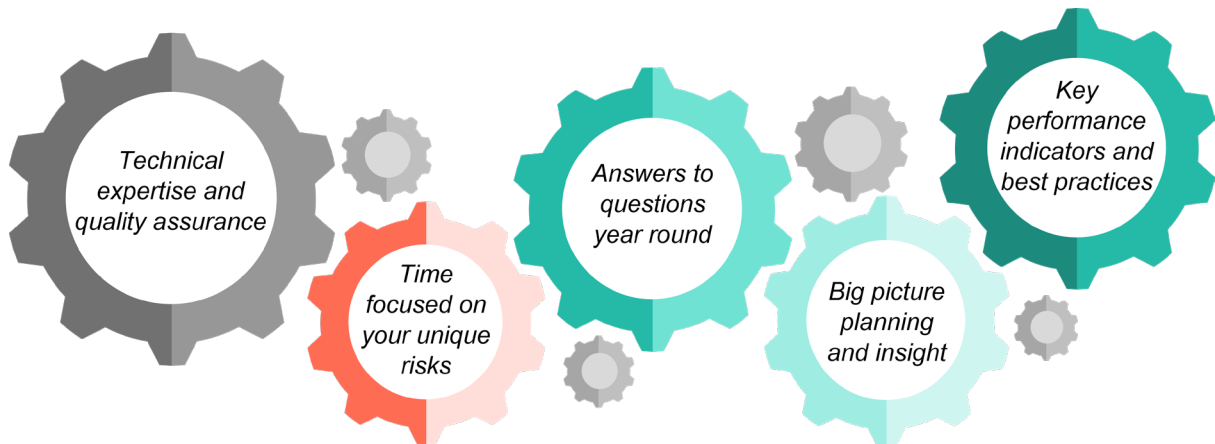 Technical
expertise and
quality assurance
Time
focused on
your unique
risks
Answers to
questions
year round
Big picture
planning
and insight
Key
performance
indicators and
best practices